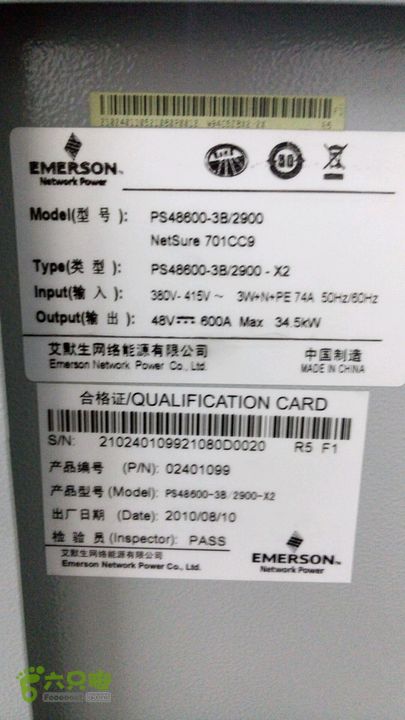 EMERSON
Network Power
Model(型 号): PS48600-3B/2900
NetSure 701CC9
Type(类 型): PS48600-3B/2900 - X2
Input(输 入): 380V- 415V ~ 3W+N+PE 74A 50Hz/60Hz
Output(输 出): 48V 600A Max 34.5kW
艾默生网络能源有限公司 中国制造
Emerson Network Power Co., Ltd. MADE IN CHINA
合格证/QUALIFICATION CARD
S/N: 210240109921080D0020 R5 F1
产品编号 (P/N): 02401099
产品型号(Model): PS48600-3B/2900-X2
出厂日期 (Date): 2010/08/10
检 验 员(Inspector): PASS
艾默生网络能源有限公司
Emerson Network Power Co., Ltd.
EMERSON
Network Power
六只脚